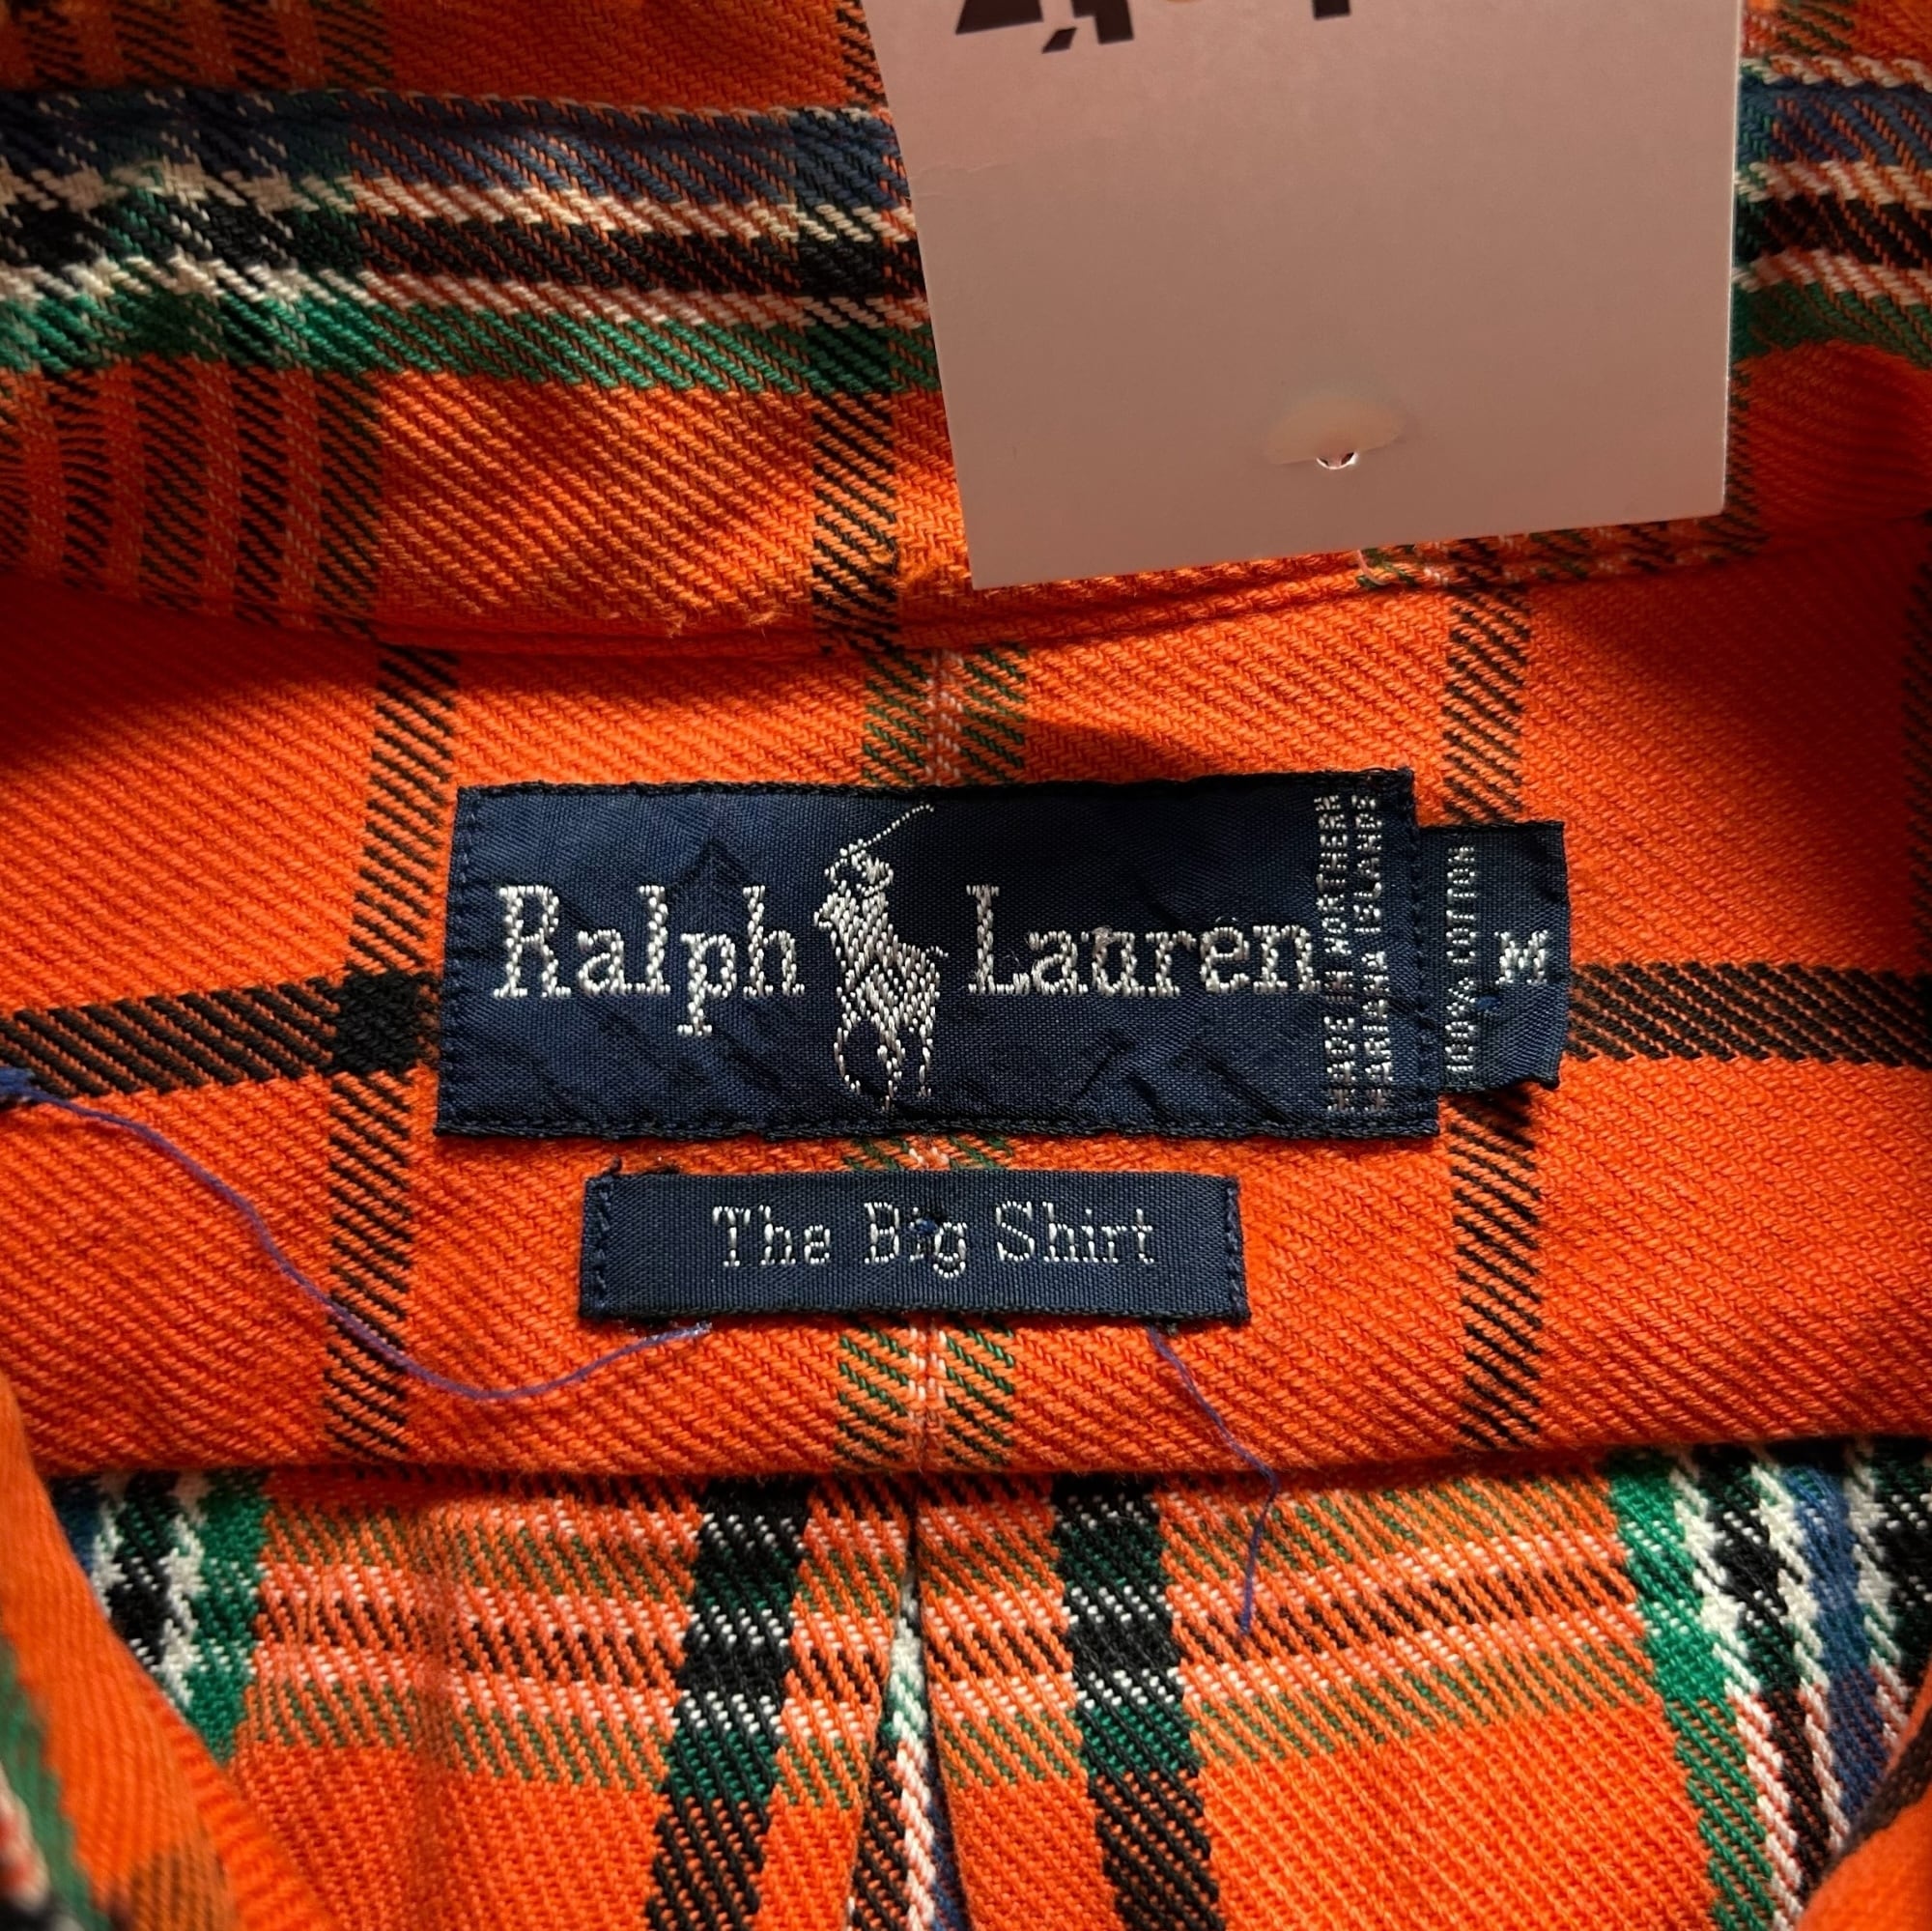 Ralph Lauren
MADE IN NORTHERN
MARIANA ISLANDS
100% COTTON
M
The Big Shirt